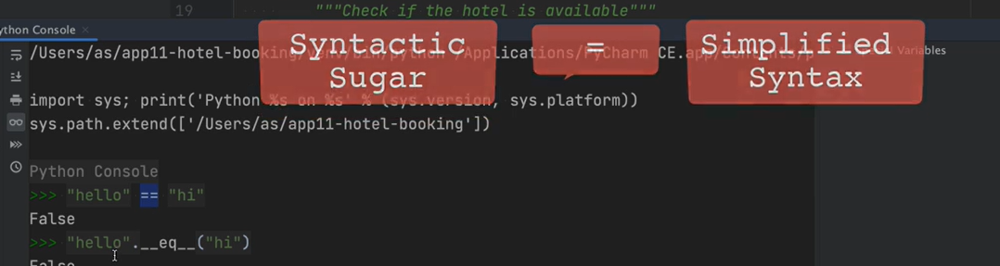 19 """Check if the hotel is available"""
ython Console ×
Syntactic
Sugar
=
Simplified
Syntax
/Users/as/app11-hotel-booking/venv/bin/python /Applications/PyCharm CE.app/Contents/p
Variables
import sys; print('Python %s on %s' % (sys.version, sys.platform))
sys.path.extend(['/Users/as/app11-hotel-booking'])
Python Console
>>> "hello" == "hi"
False
>>> "hello".__eq__("hi")
False